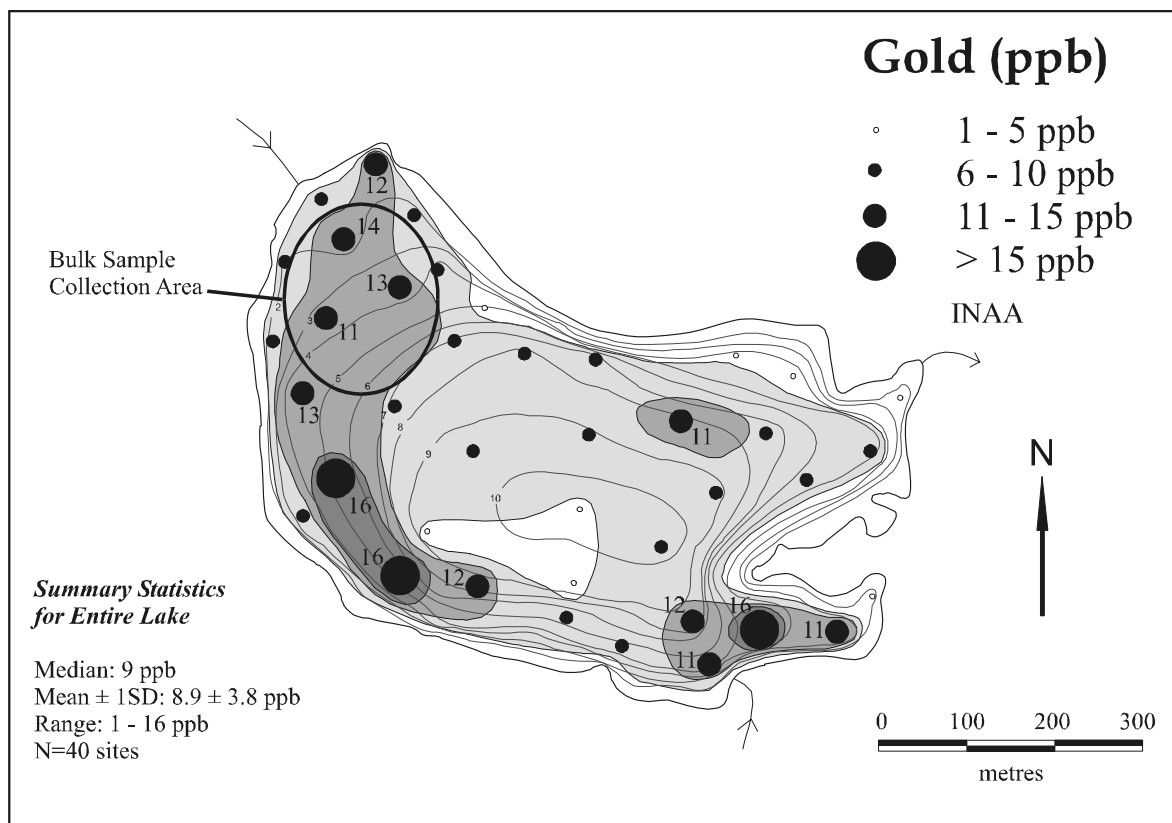 Gold (ppb)
1 - 5 ppb
6 - 10 ppb
11 - 15 ppb
> 15 ppb
INAA
Bulk Sample
Collection Area
12
14
13
11
13
16
16
12
11
12
16
11
11
2
3
4
5
6
7
8
9
10
N
Summary Statistics
for Entire Lake
Median: 9 ppb
Mean ± 1SD: 8.9 ± 3.8 ppb
Range: 1 - 16 ppb
N=40 sites
0 100 200 300
metres